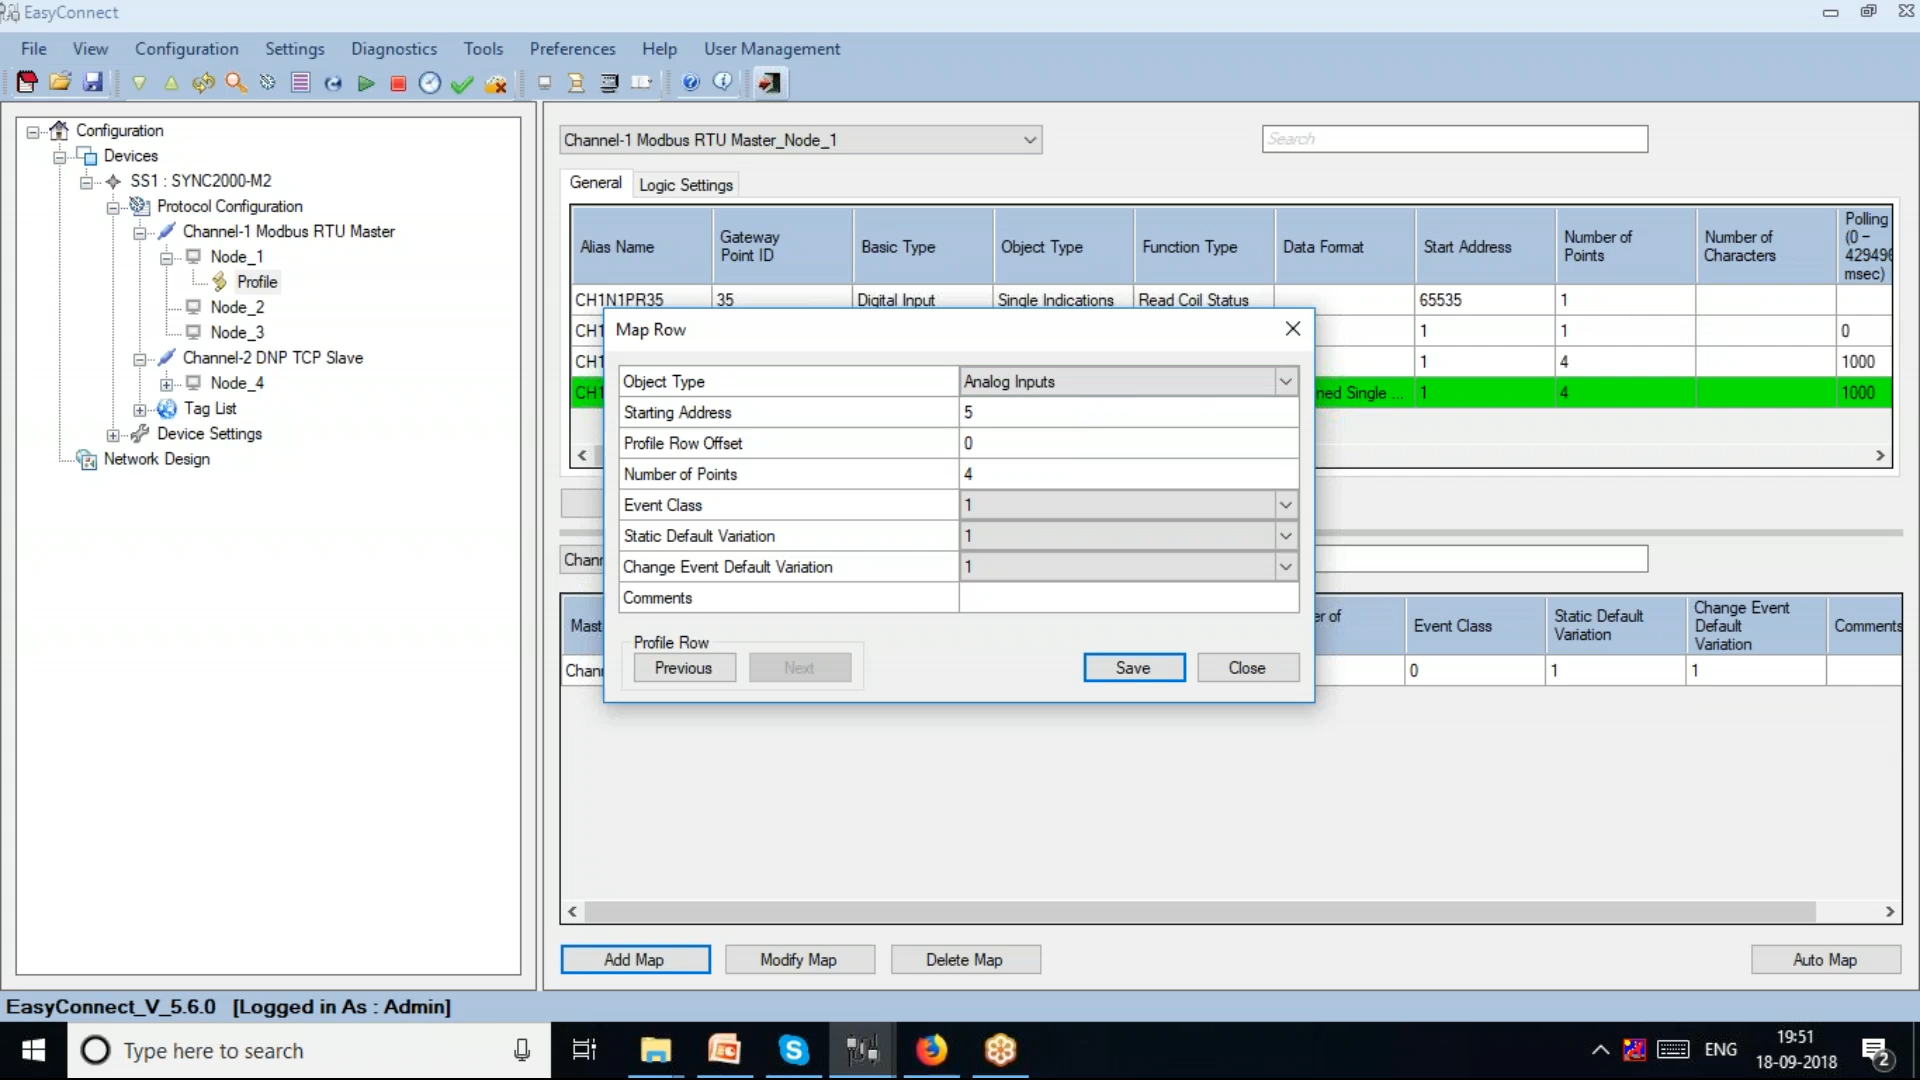 EasyConnect
File View Configuration Settings Diagnostics Tools Preferences Help User Management
Configuration
Devices
SS1 : SYNC2000-M2
Protocol Configuration
Channel-1 Modbus RTU Master
Node_1
Profile
Node_2
Node_3
Channel-2 DNP TCP Slave
Node_4
Tag List
Device Settings
Network Design
Channel-1 Modbus RTU Master_Node_1
Search
General Logic Settings
Alias Name Gateway Point ID Basic Type Object Type Function Type Data Format Start Address Number of Points Number of Characters Polling (0 – 429496 msec)
CH1N1PR35 35 Digital Input Single Indications Read Coil Status 65535 1
CH1 1 1 0
CH1 1 4 1000
CH1 ned Single ... 1 4 1000
Map Row
Object Type Analog Inputs
Starting Address 5
Profile Row Offset 0
Number of Points 4
Event Class 1
Static Default Variation 1
Change Event Default Variation 1
Comments
Profile Row
Previous Next Save Close
Chann
Mast er of Event Class Static Default Variation Change Event Default Variation Comments
Chann 0 1 1
Add Map Modify Map Delete Map Auto Map
EasyConnect_V_5.6.0 [Logged in As : Admin]
Type here to search
ENG
19:51
18-09-2018
2